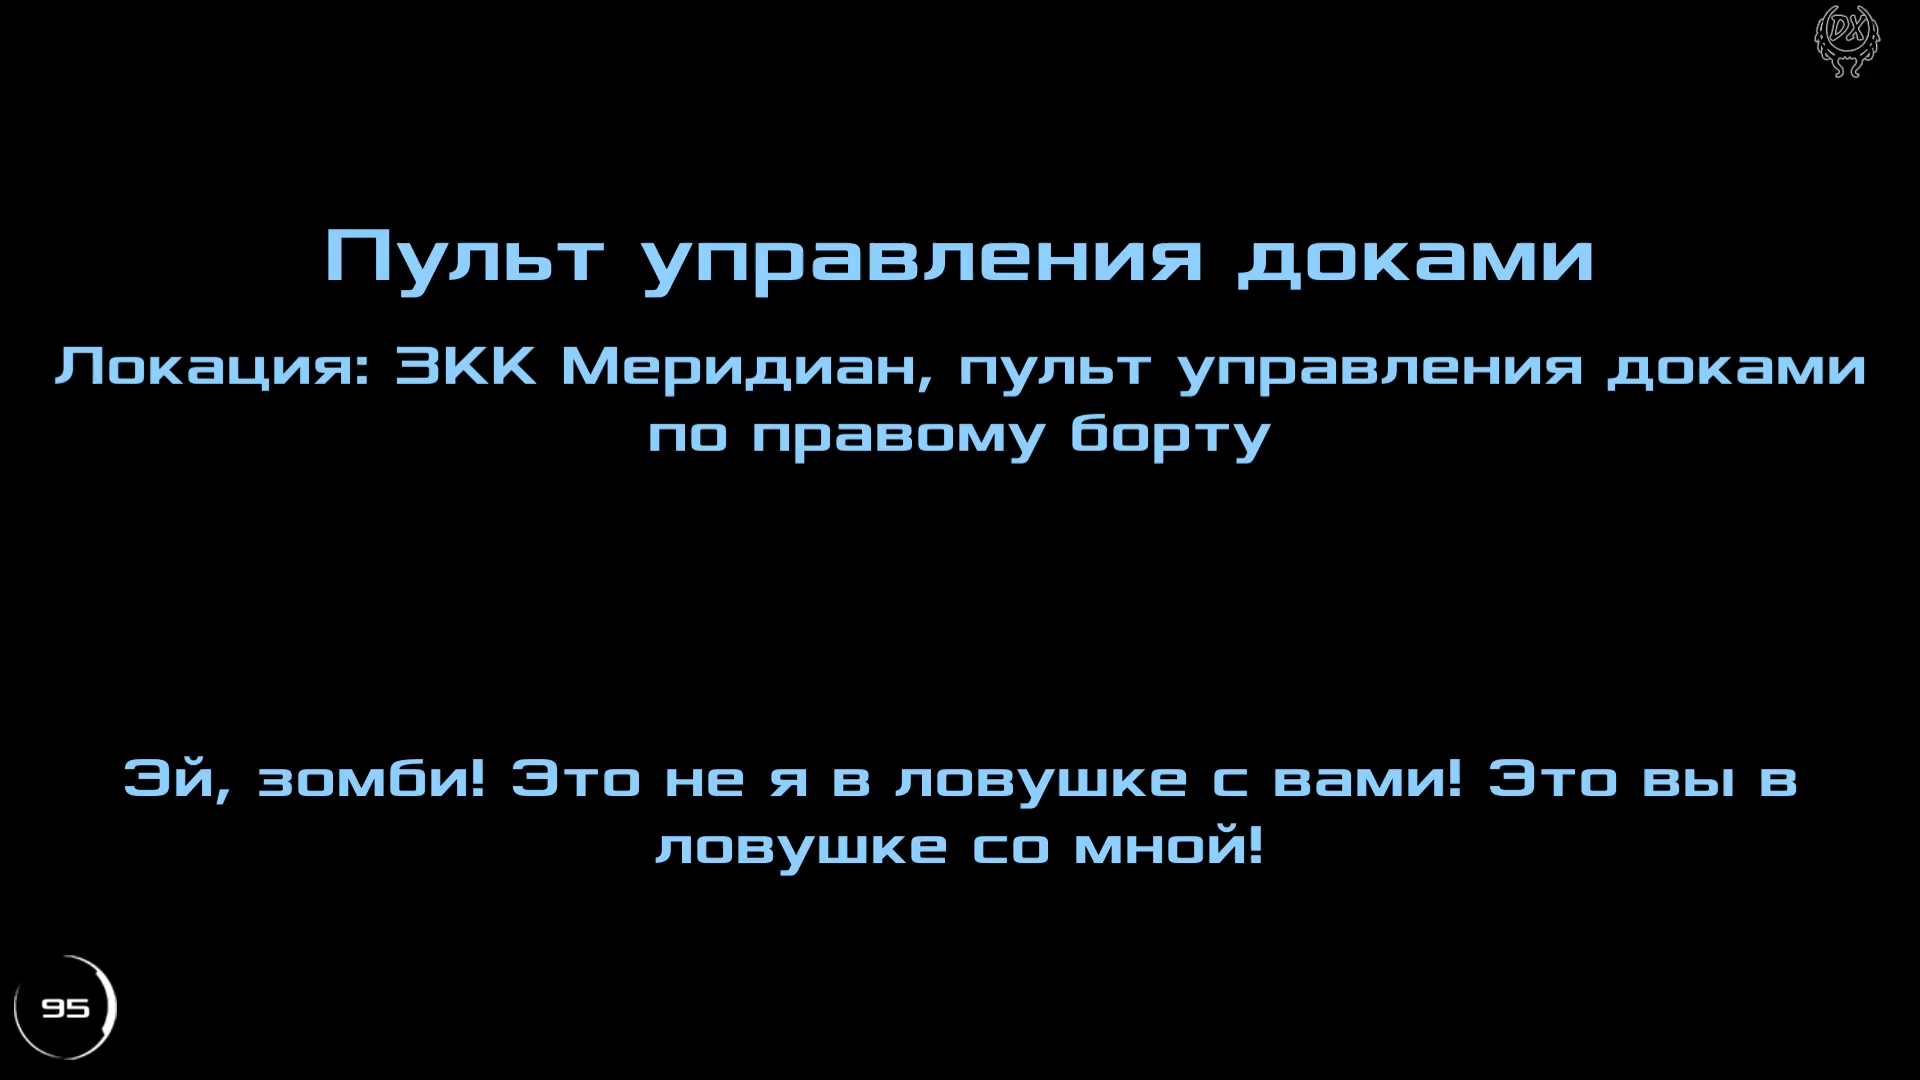 DX
Пульт управления доками
Локация: ЗКК Меридиан, пульт управления доками
по правому борту
Эй, зомби! Это не я в ловушке с вами! Это вы в
ловушке со мной!
95